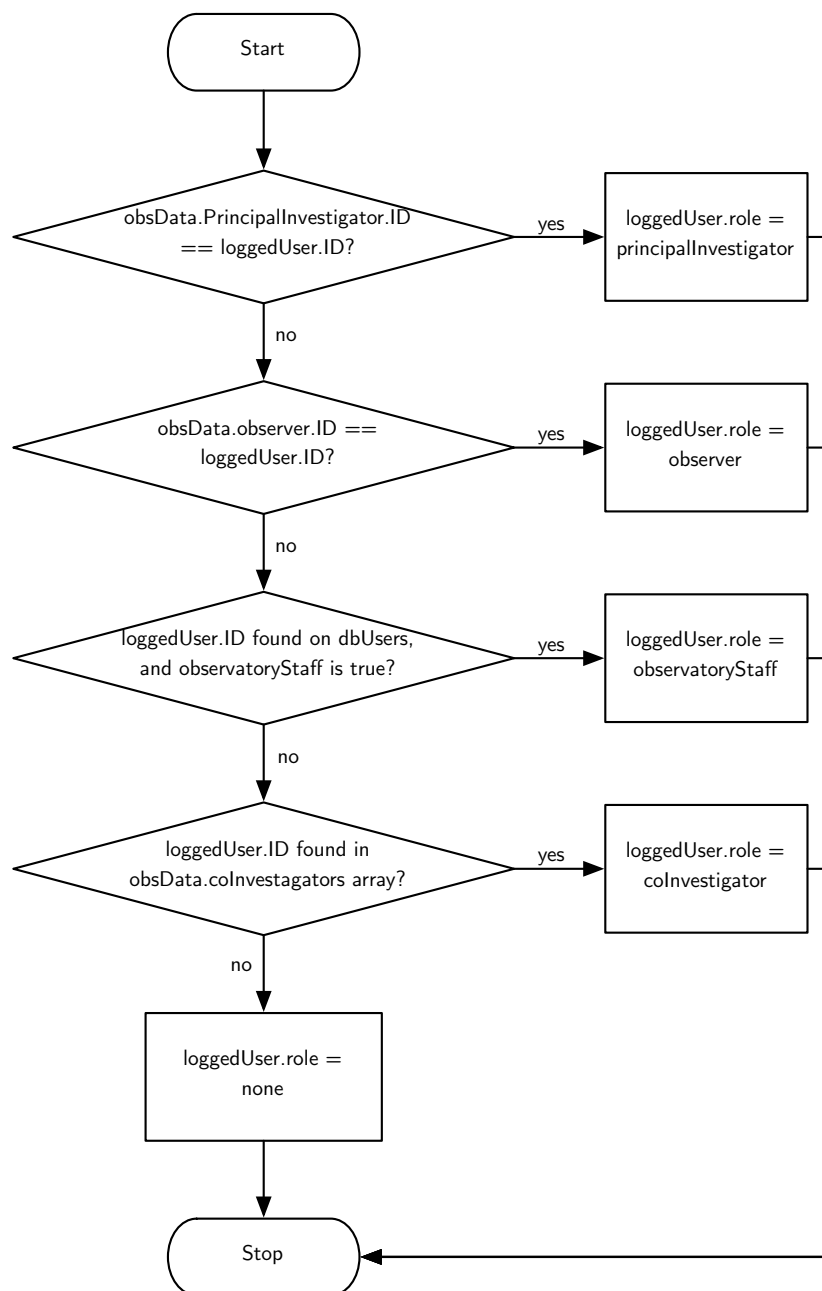 Start
obsData.PrincipalInvestigator.ID
== loggedUser.ID?
yes
loggedUser.role =
principalInvestigator
no
obsData.observer.ID ==
loggedUser.ID?
yes
loggedUser.role =
observer
no
loggedUser.ID found on dbUsers,
and observatoryStaff is true?
yes
loggedUser.role =
observatoryStaff
no
loggedUser.ID found in
obsData.coInvestagators array?
yes
loggedUser.role =
coInvestigator
no
loggedUser.role =
none
Stop